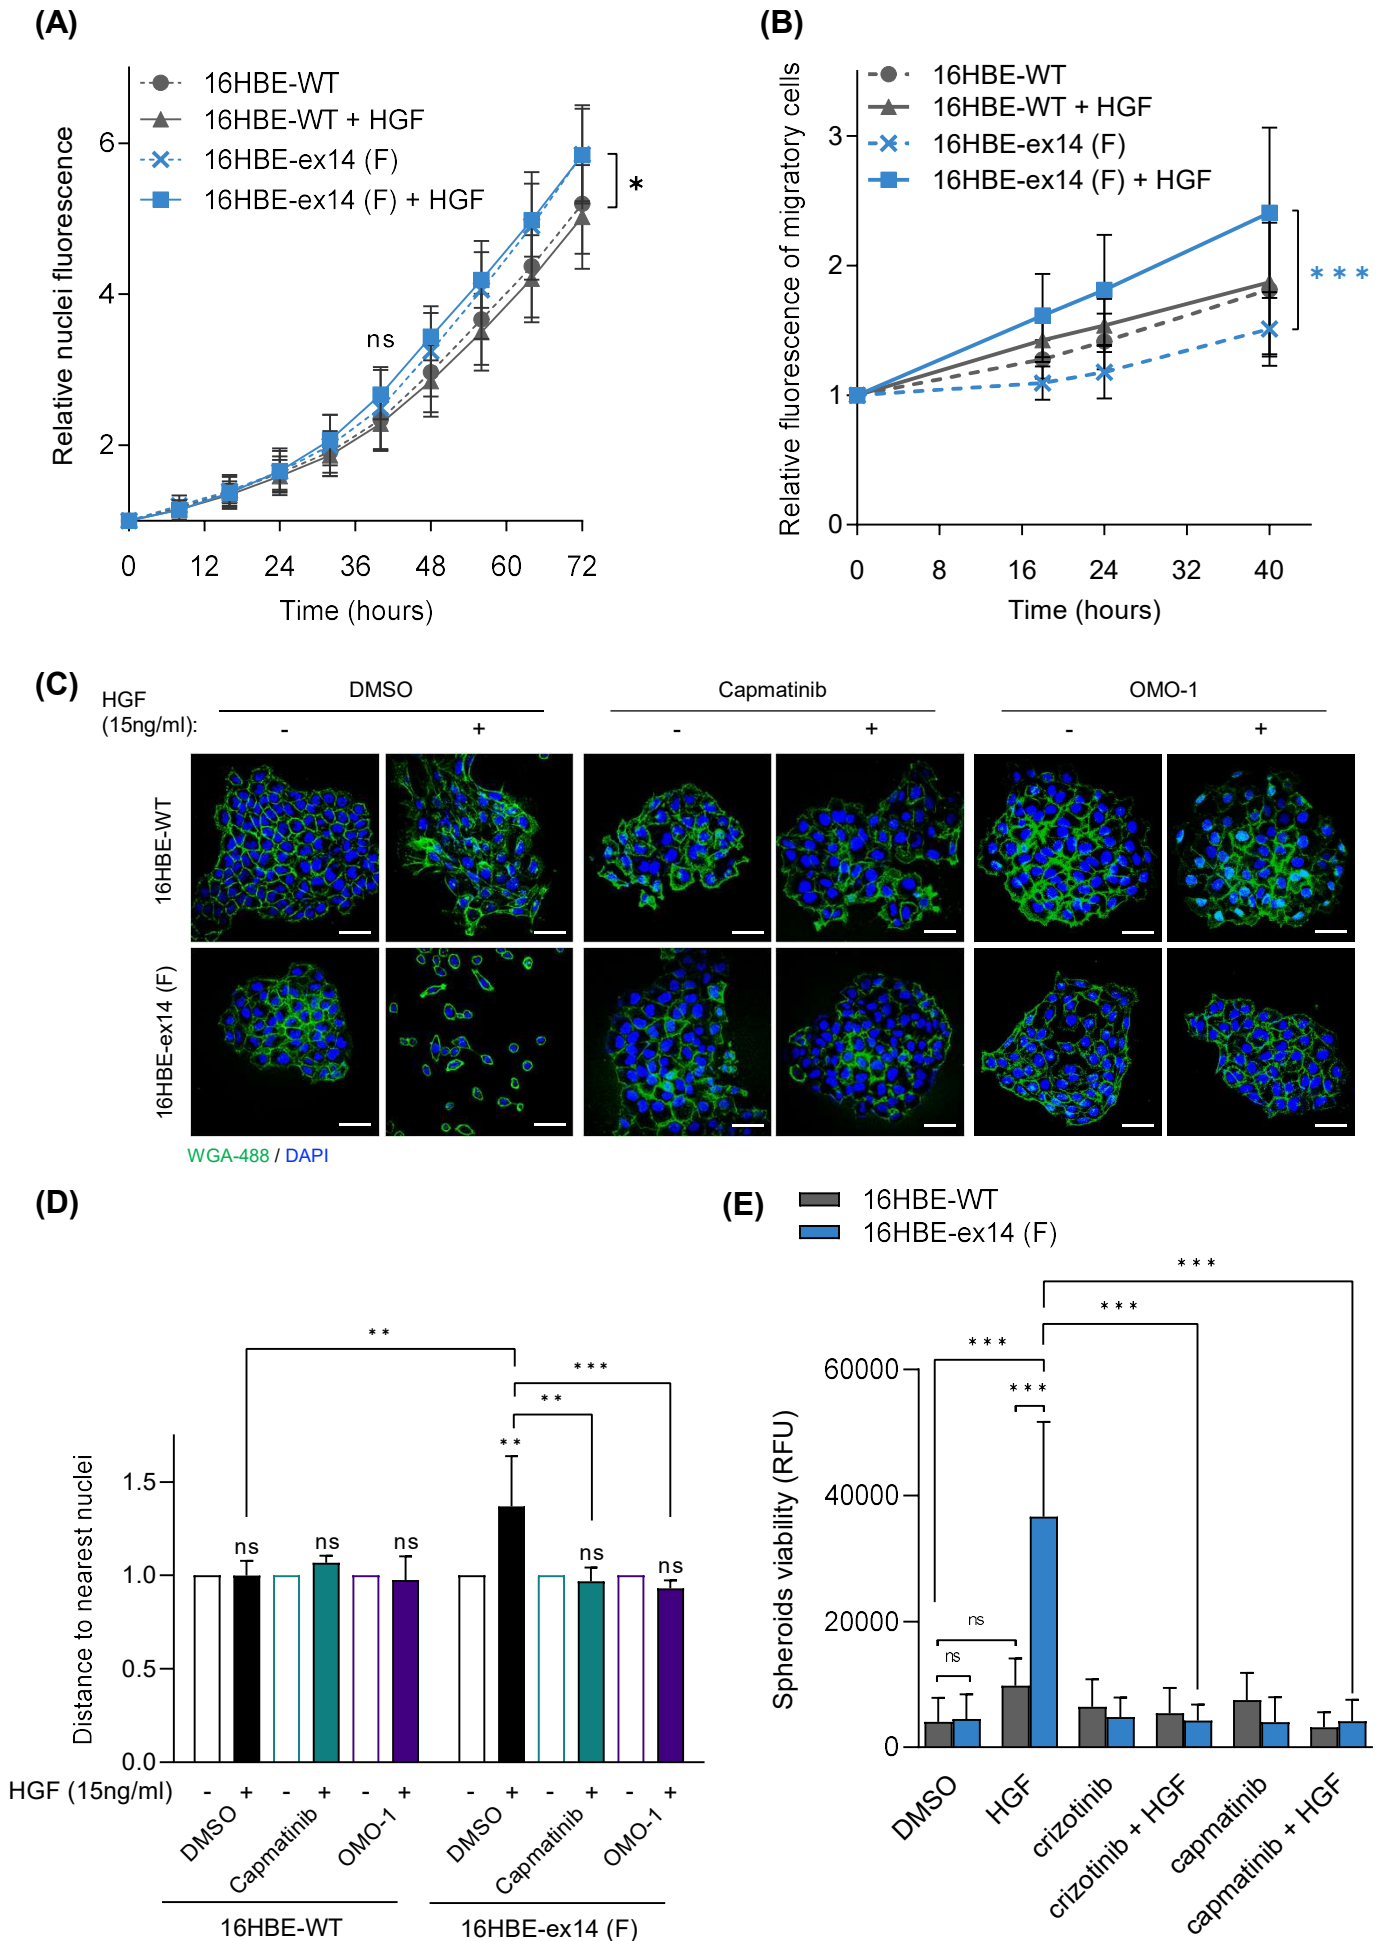 (A)
16HBE-WT
16HBE-WT + HGF
16HBE-ex14 (F)
16HBE-ex14 (F) + HGF
Relative nuclei fluorescence
6
4
2
ns
*
0 12 24 36 48 60 72
Time (hours)
(B)
16HBE-WT
16HBE-WT + HGF
16HBE-ex14 (F)
16HBE-ex14 (F) + HGF
Relative fluorescence of migratory cells
3
2
1
0
***
0 8 16 24 32 40
Time (hours)
(C)
HGF
(15ng/ml):
DMSO Capmatinib OMO-1
- + - + - +
16HBE-WT
16HBE-ex14 (F)
WGA-488 / DAPI
(D)
Distance to nearest nuclei
1.5
1.0
0.5
0.0
**
***
**
**
ns ns ns ns ns
HGF (15ng/ml) - + - + - + - + - + - +
DMSO Capmatinib OMO-1 DMSO Capmatinib OMO-1
16HBE-WT 16HBE-ex14 (F)
(E)
16HBE-WT
16HBE-ex14 (F)
Spheroids viability (RFU)
60000
40000
20000
0
***
***
***
***
ns
ns
DMSO HGF crizotinib crizotinib + HGF capmatinib capmatinib + HGF